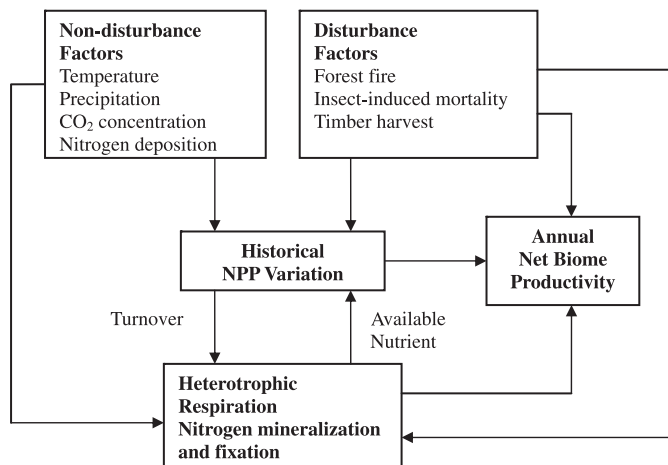 Non-disturbance
Factors
Temperature
Precipitation
CO₂ concentration
Nitrogen deposition
Disturbance
Factors
Forest fire
Insect-induced mortality
Timber harvest
Historical
NPP Variation
Annual
Net Biome
Productivity
Turnover
Available
Nutrient
Heterotrophic
Respiration
Nitrogen mineralization
and fixation